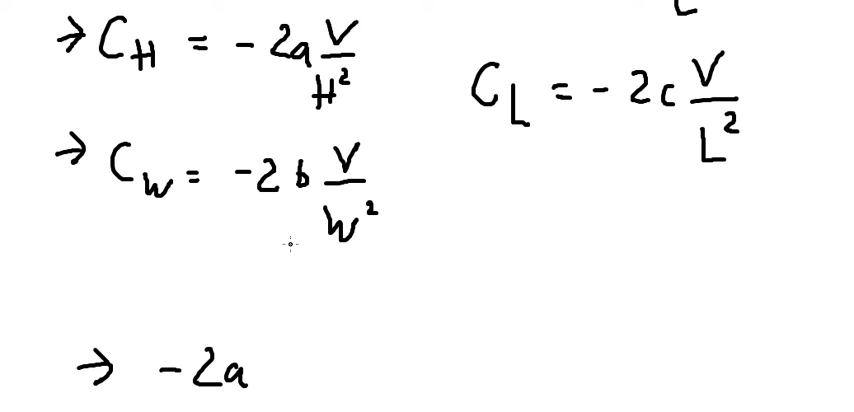 → C_H = - 2a V/H²
C_L = - 2c V/L²
→ C_W = - 2b V/W²
→ - 2a